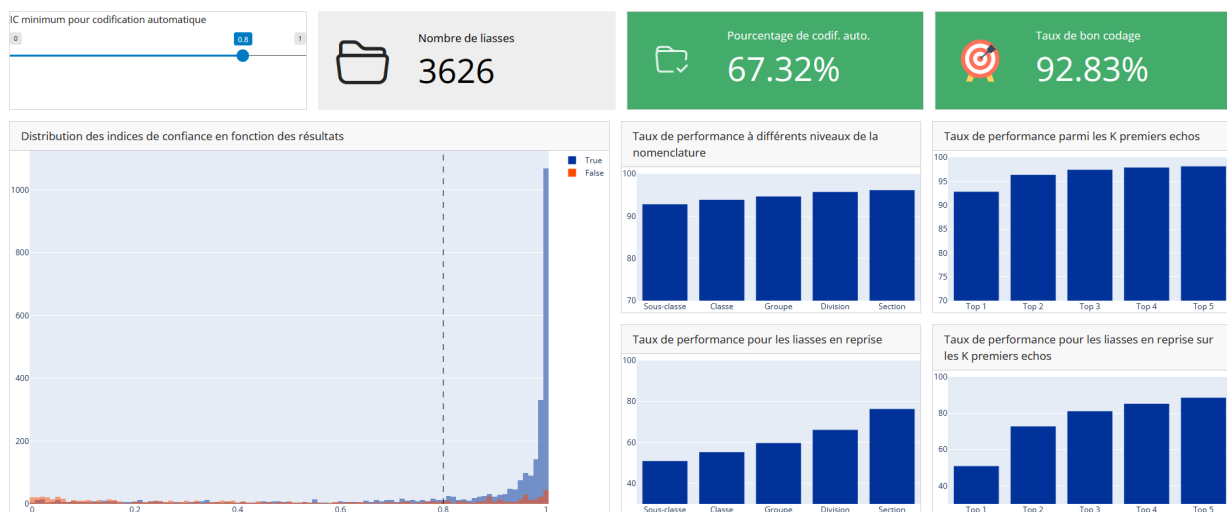 IC minimum pour codification automatique
0
0.8
1
Nombre de liasses
3626
Pourcentage de codif. auto.
67.32%
Taux de bon codage
92.83%
Distribution des indices de confiance en fonction des résultats
True
False
1000
800
600
400
200
0
0 0.2 0.4 0.6 0.8 1
Taux de performance à différents niveaux de la
nomenclature
100
90
80
70
Sous-classe Classe Groupe Division Section
Taux de performance parmi les K premiers echos
100
95
90
85
80
75
70
Top 1 Top 2 Top 3 Top 4 Top 5
Taux de performance pour les liasses en reprise
100
80
60
40
Sous-classe Classe Groupe Division Section
Taux de performance pour les liasses en reprise sur
les K premiers echos
100
80
60
40
Top 1 Top 2 Top 3 Top 4 Top 5